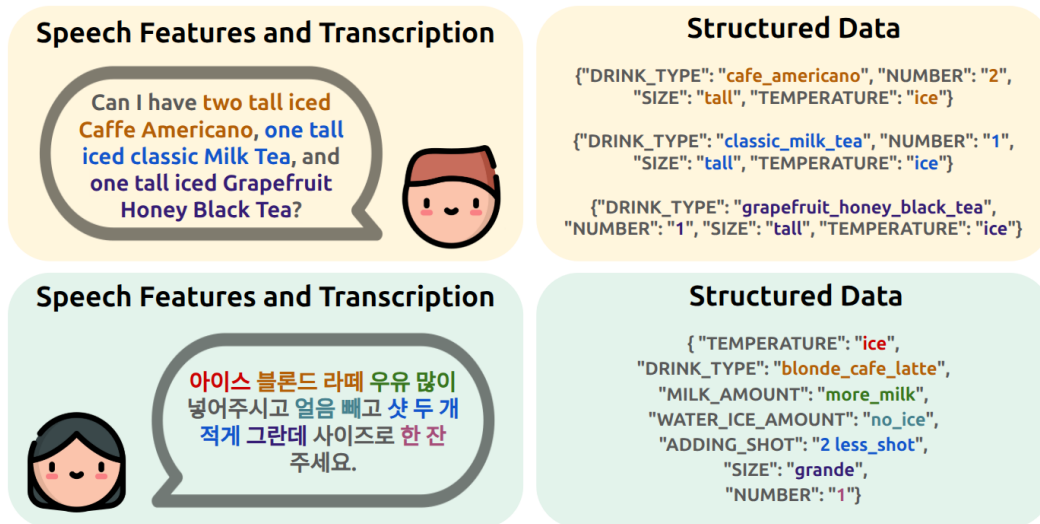 Speech Features and Transcription
Can I have two tall iced
Caffe Americano, one tall
iced classic Milk Tea, and
one tall iced Grapefruit
Honey Black Tea?
Structured Data
{"DRINK_TYPE": "cafe_americano", "NUMBER": "2",
"SIZE": "tall", "TEMPERATURE": "ice"}
{"DRINK_TYPE": "classic_milk_tea", "NUMBER": "1",
"SIZE": "tall", "TEMPERATURE": "ice"}
{"DRINK_TYPE": "grapefruit_honey_black_tea",
"NUMBER": "1", "SIZE": "tall", "TEMPERATURE": "ice"}
Speech Features and Transcription
아이스 블론드 라떼 우유 많이
넣어주시고 얼음 빼고 샷 두 개
적게 그란데 사이즈로 한 잔
주세요.
Structured Data
{ "TEMPERATURE": "ice",
"DRINK_TYPE": "blonde_cafe_latte",
"MILK_AMOUNT": "more_milk",
"WATER_ICE_AMOUNT": "no_ice",
"ADDING_SHOT": "2 less_shot",
"SIZE": "grande",
"NUMBER": "1"}